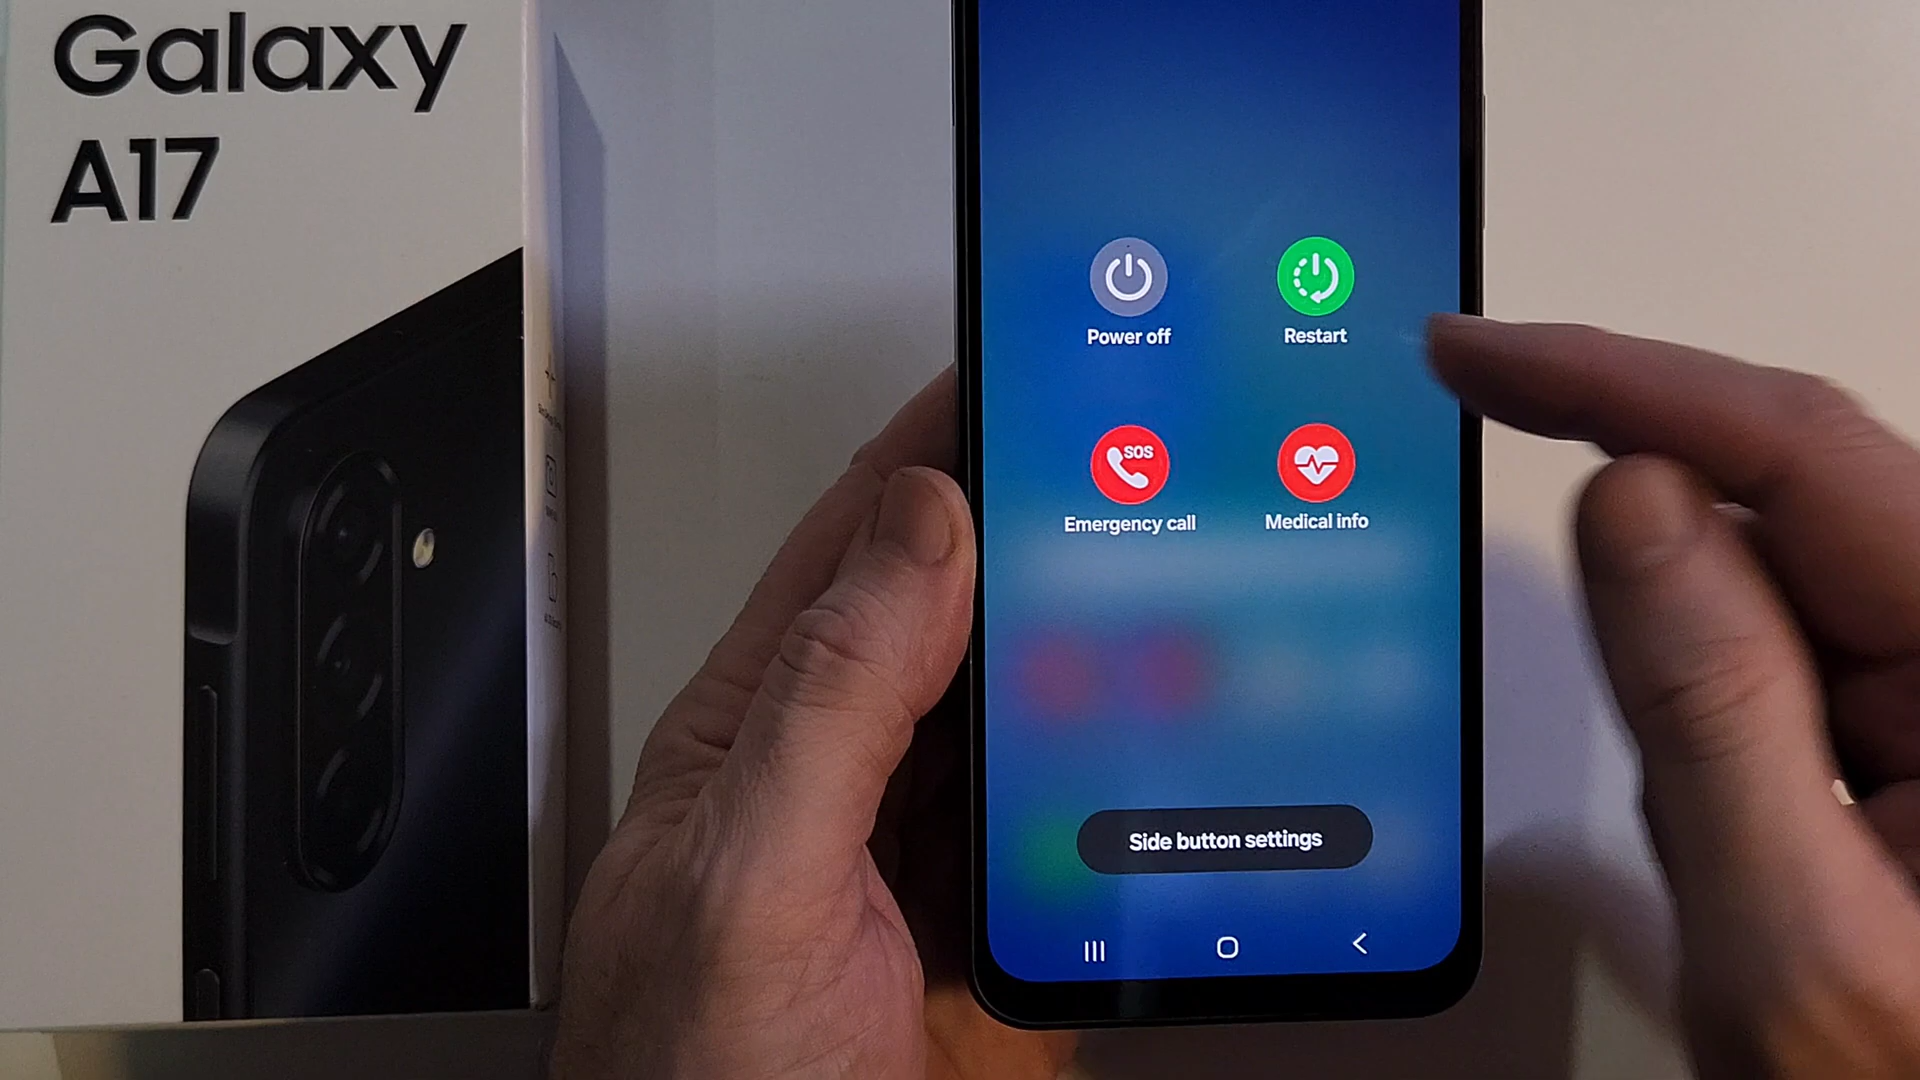 Galaxy
A17
Power off
Restart
SOS
Emergency call
Medical info
Side button settings